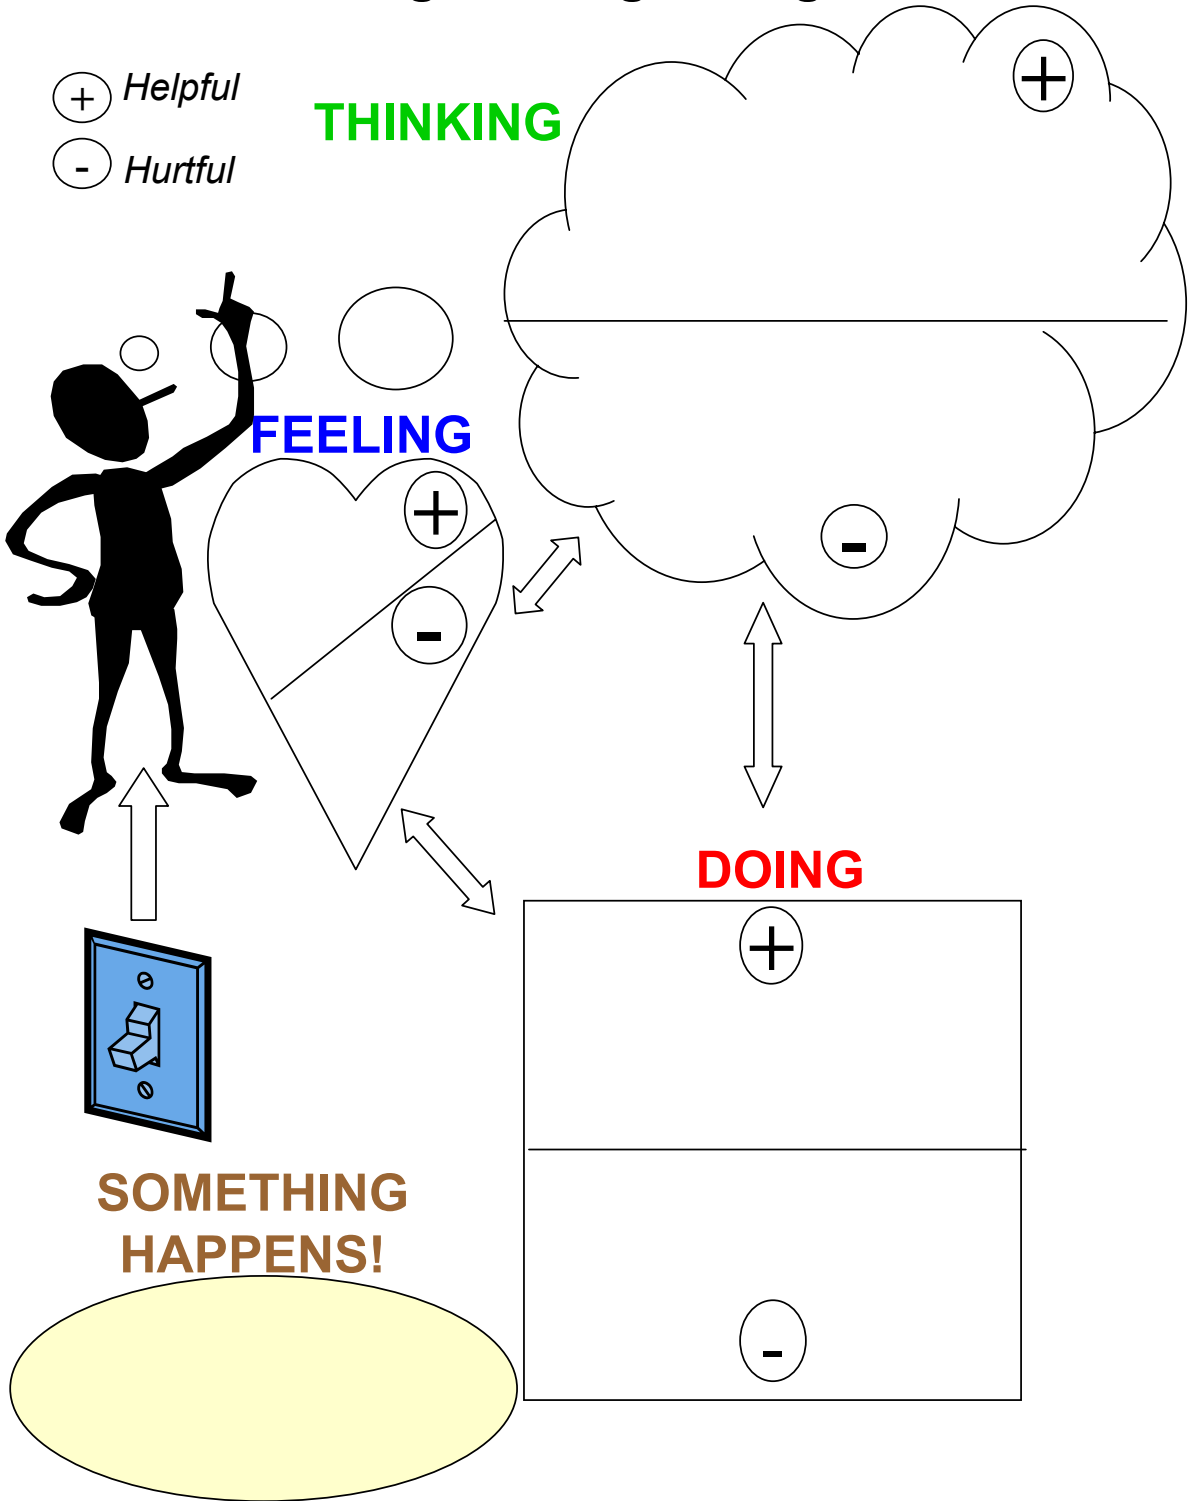 + Helpful
- Hurtful
THINKING
+
FEELING
+
-
-
DOING
+
-
SOMETHING
HAPPENS!